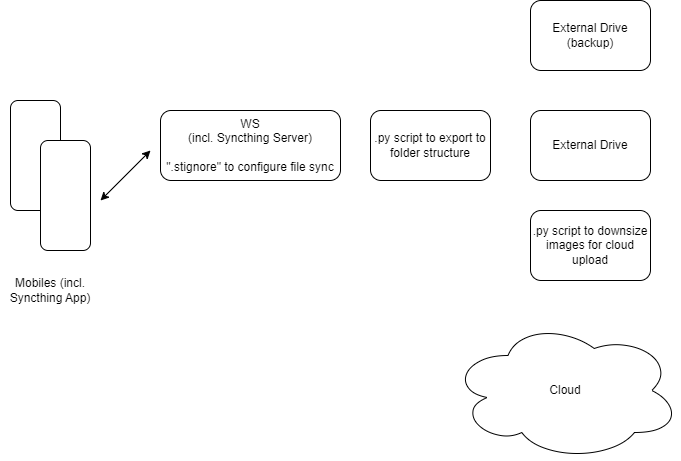 External Drive
(backup)
WS
(incl. Syncthing Server)
".stignore" to configure file sync
.py script to export to
folder structure
External Drive
.py script to downsize
images for cloud
upload
Mobiles (incl.
Syncthing App)
Cloud